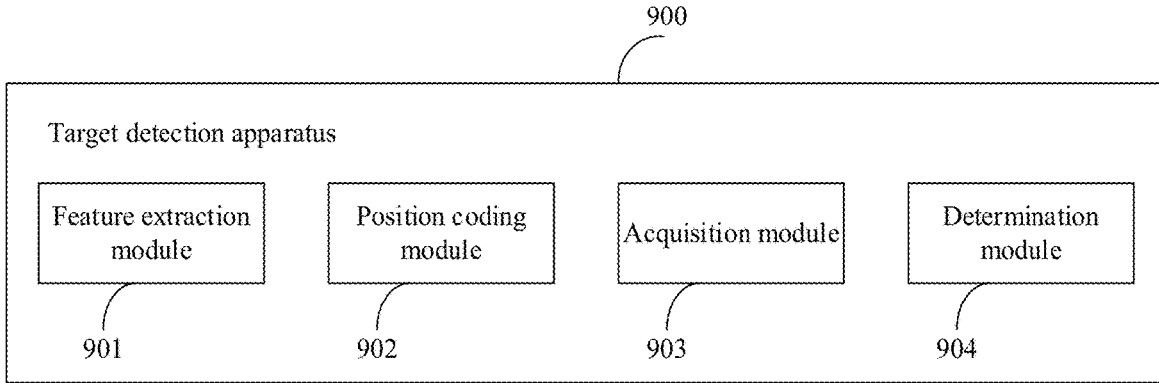 900
Target detection apparatus
Feature extraction
module
Position coding
module
Acquisition module
Determination
module
901
902
903
904